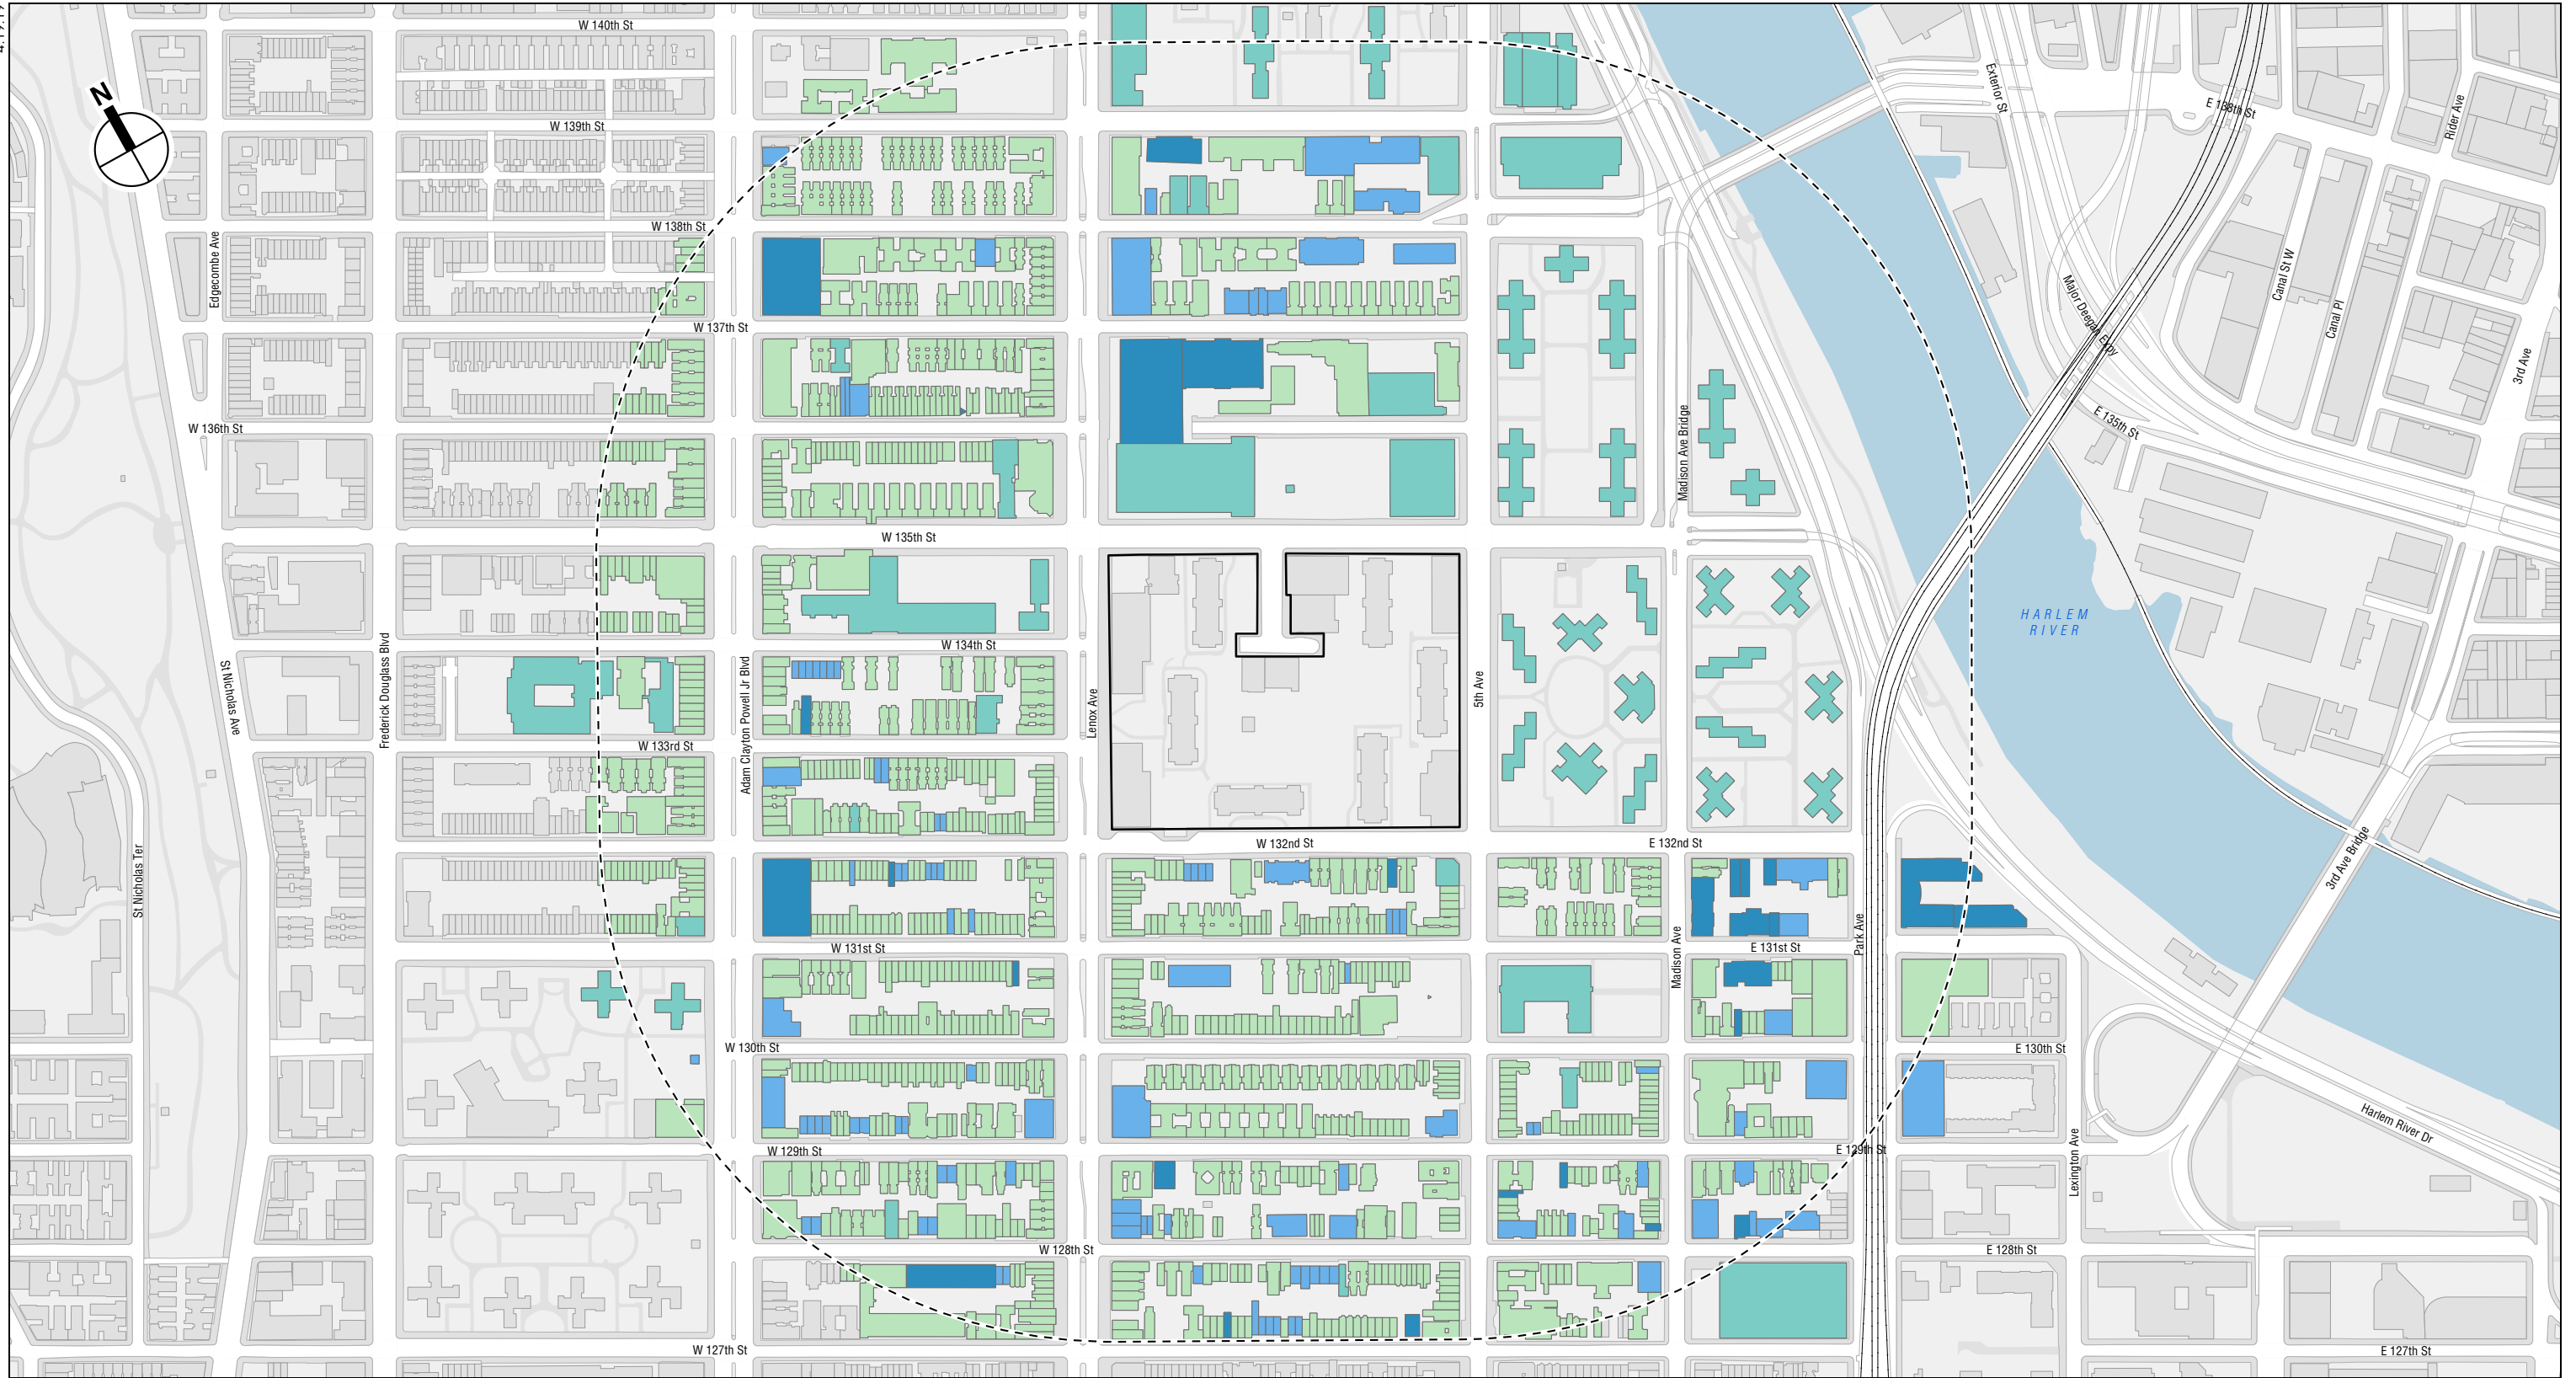 W 140th St
N
W 139th St
W 138th St
Edgecombe Ave
W 137th St
W 136th St
W 135th St
W 134th St
Frederick Douglass Blvd
St Nicholas Ave
Adam Clayton Powell Jr Blvd
Lenox Ave
5th Ave
W 133rd St
W 132nd St
E 132nd St
St Nicholas Ter
W 131st St
E 131st St
Madison Ave
Park Ave
W 130th St
E 130th St
W 129th St
E 129th St
Lexington Ave
W 128th St
E 128th St
W 127th St
E 127th St
Madison Ave Bridge
HARLEM
RIVER
Exterior St
E 138th St
Rider Ave
Canal St W
Canal Pl
Major Deegan Expy
3rd Ave
E 135th St
3rd Ave Bridge
Harlem River Dr